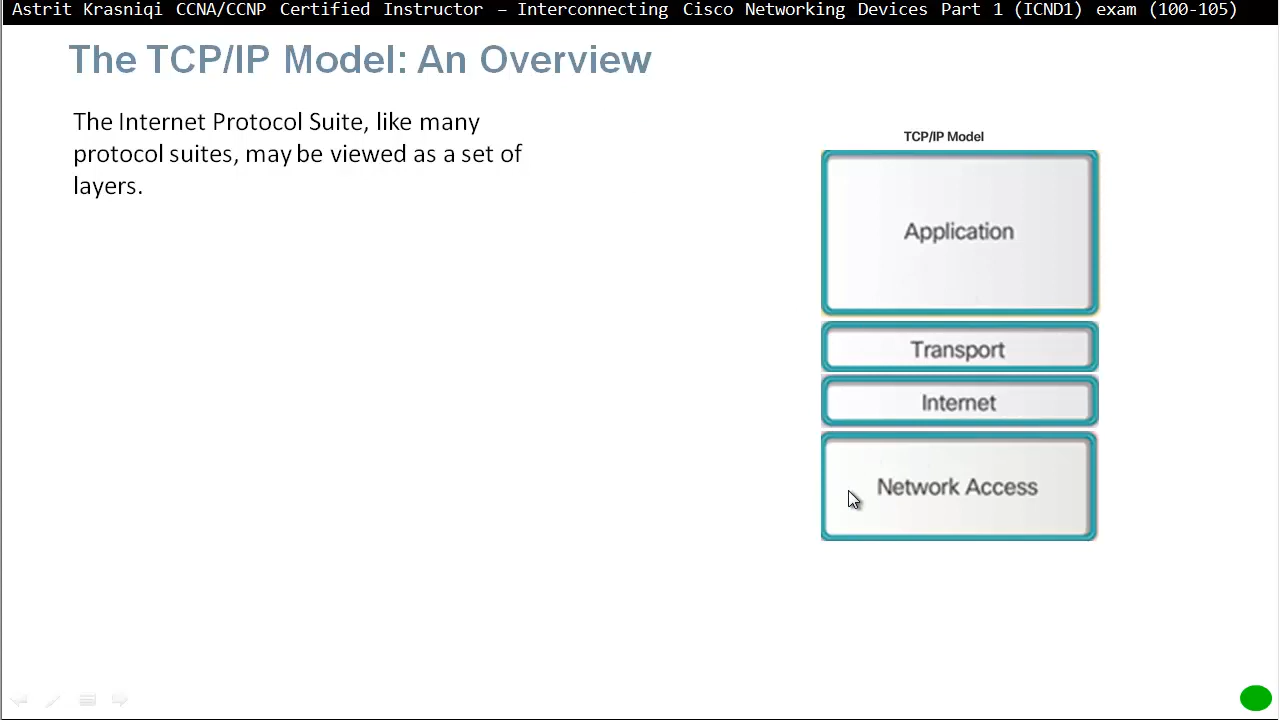 Astrit Krasniqi CCNA/CCNP Certified Instructor – Interconnecting Cisco Networking Devices Part 1 (ICND1) exam (100-105)
The TCP/IP Model: An Overview
The Internet Protocol Suite, like many
protocol suites, may be viewed as a set of
layers.
TCP/IP Model
Application
Transport
Internet
Network Access